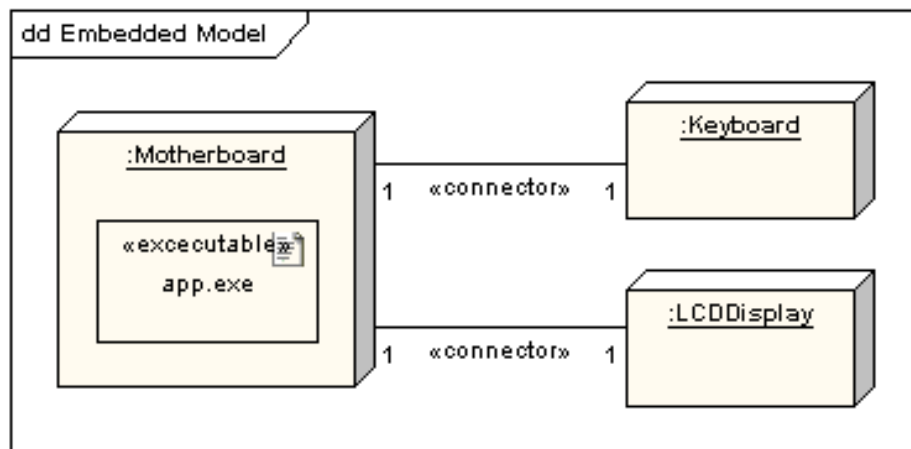 dd Embedded Model
:Motherboard
«excecutable»
app.exe
:Keyboard
1 «connector» 1
:LCDDisplay
1 «connector» 1